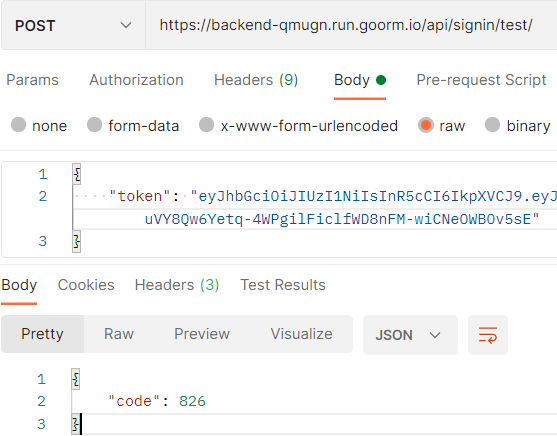 POST https://backend-qmugn.run.goorm.io/api/signin/test/
Params Authorization Headers (9) Body Pre-request Script
none form-data x-www-form-urlencoded raw binary
1 {
2 "token": "eyJhbGciOiJIUzI1NiIsInR5cCI6IkpXVCJ9.eyJ
uVY8Qw6Yetq-4WPgilFiclfWD8nFM-wiCNeOWBOv5sE"
3 }
Body Cookies Headers (3) Test Results
Pretty Raw Preview Visualize JSON
1 {
2 "code": 826
3 }